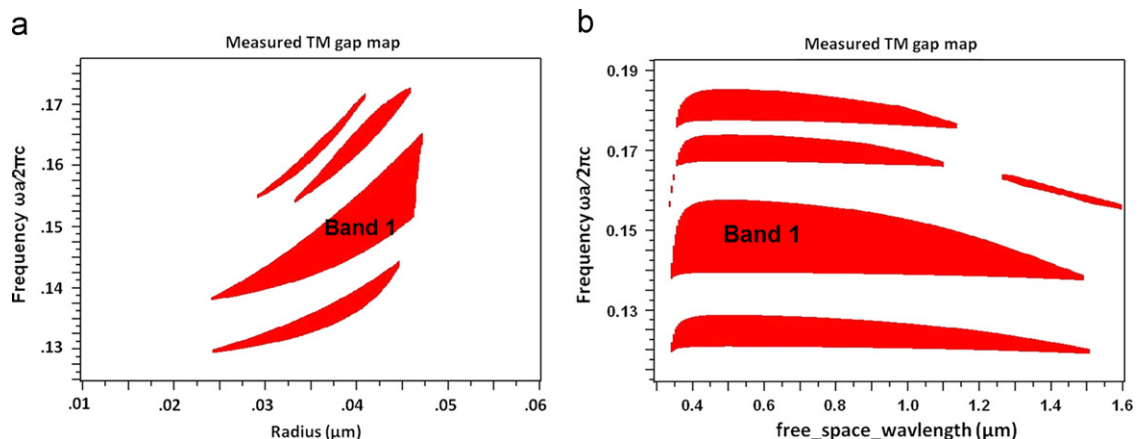 a
Measured TM gap map
.17
.16
.15
.13
Frequency ωa/2πc
Band 1
.01
.02
.03
.04
.05
.06
Radius (μm)
b
Measured TM gap map
0.19
0.17
0.15
0.13
Frequency ωa/2πc
Band 1
0.4
0.6
0.8
1.0
1.2
1.4
1.6
free_space_wavlength (μm)